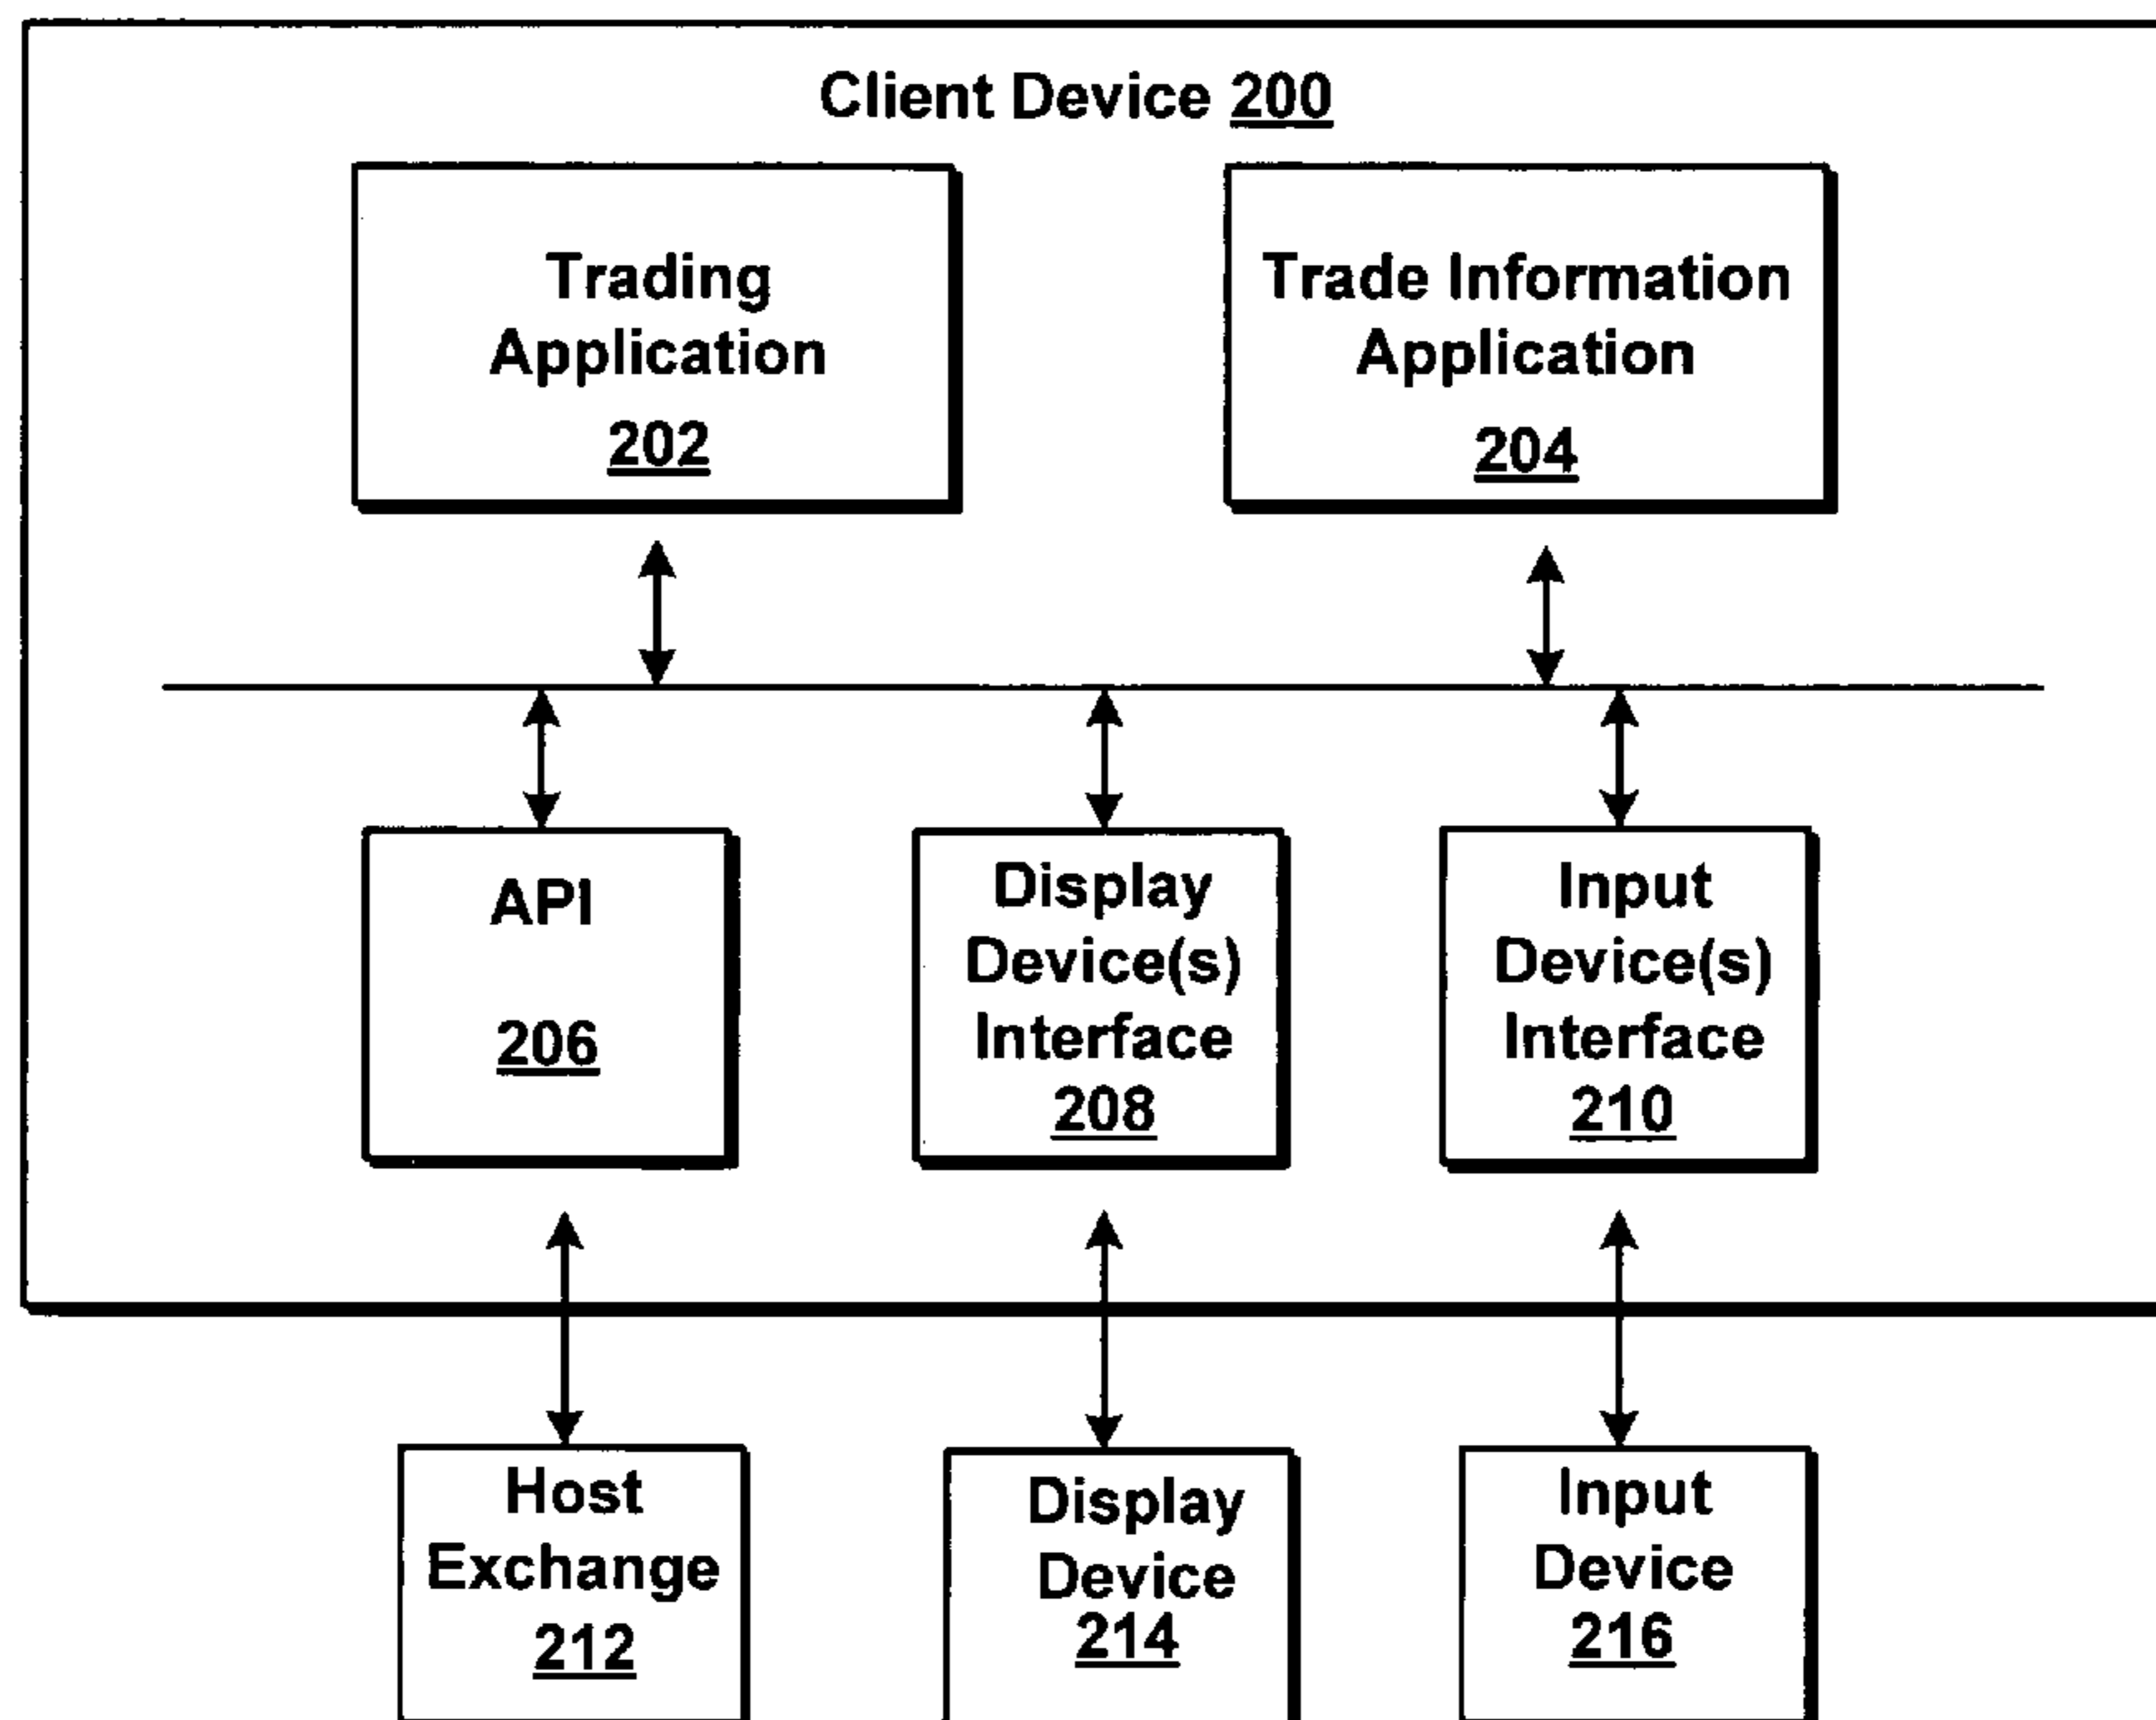 Client Device 200
Trading
Application
202
Trade Information
Application
204
API
206
Display
Device(s)
Interface
208
Input
Device(s)
Interface
210
Host
Exchange
212
Display
Device
214
Input
Device
216